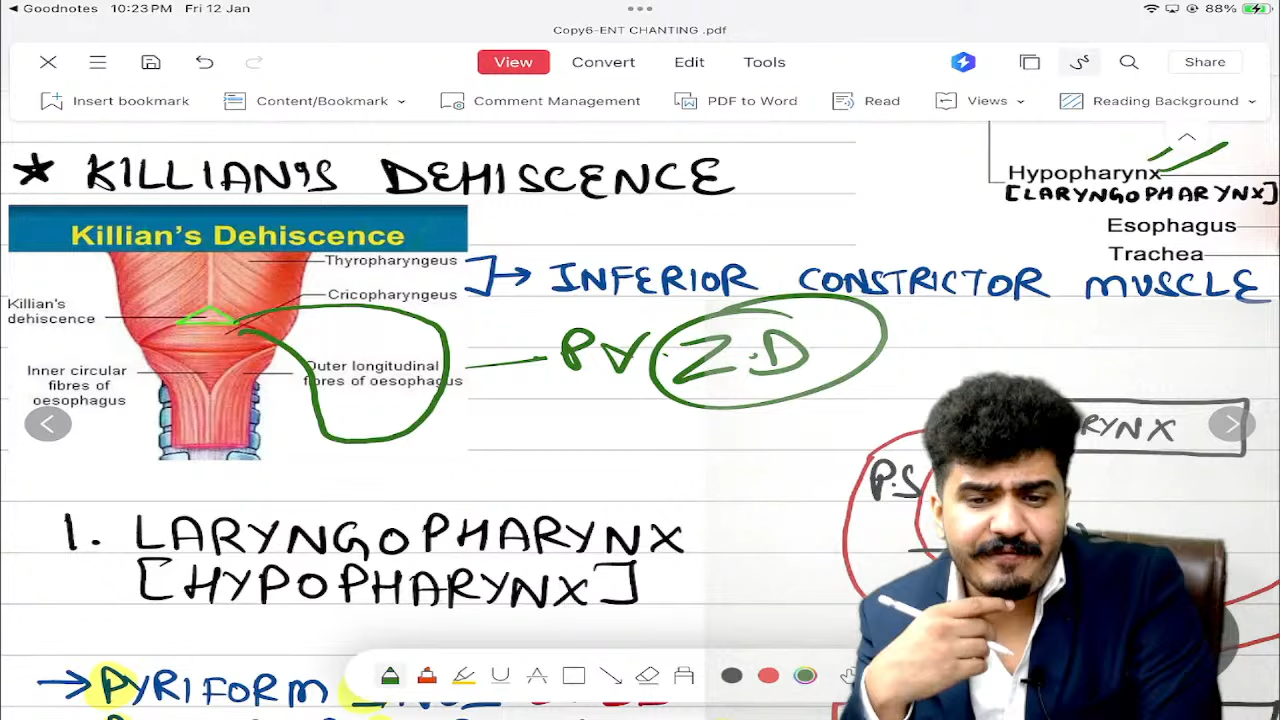 Goodnotes 10:23 PM Fri 12 Jan 88%
Copy6-ENT CHANTING .pdf
View Convert Edit Tools Share
Insert bookmark Content/Bookmark Comment Management PDF to Word Read Views Reading Background
★ KILLIAN'S DEHISCENCE
Hypopharynx
[LARYNGOPHARYNX]
Esophagus
Trachea
Killian's Dehiscence
Thyropharyngeus
Cricopharyngeus
→ INFERIOR CONSTRICTOR MUSCLE
Killian's
dehiscence
Z.D
Inner circular
fibres of
oesophagus
Outer longitudinal
fibres of oesophagus
RYNX
P.S
1. LARYNGOPHARYNX
[HYPOPHARYNX]
→ PYRIFORM